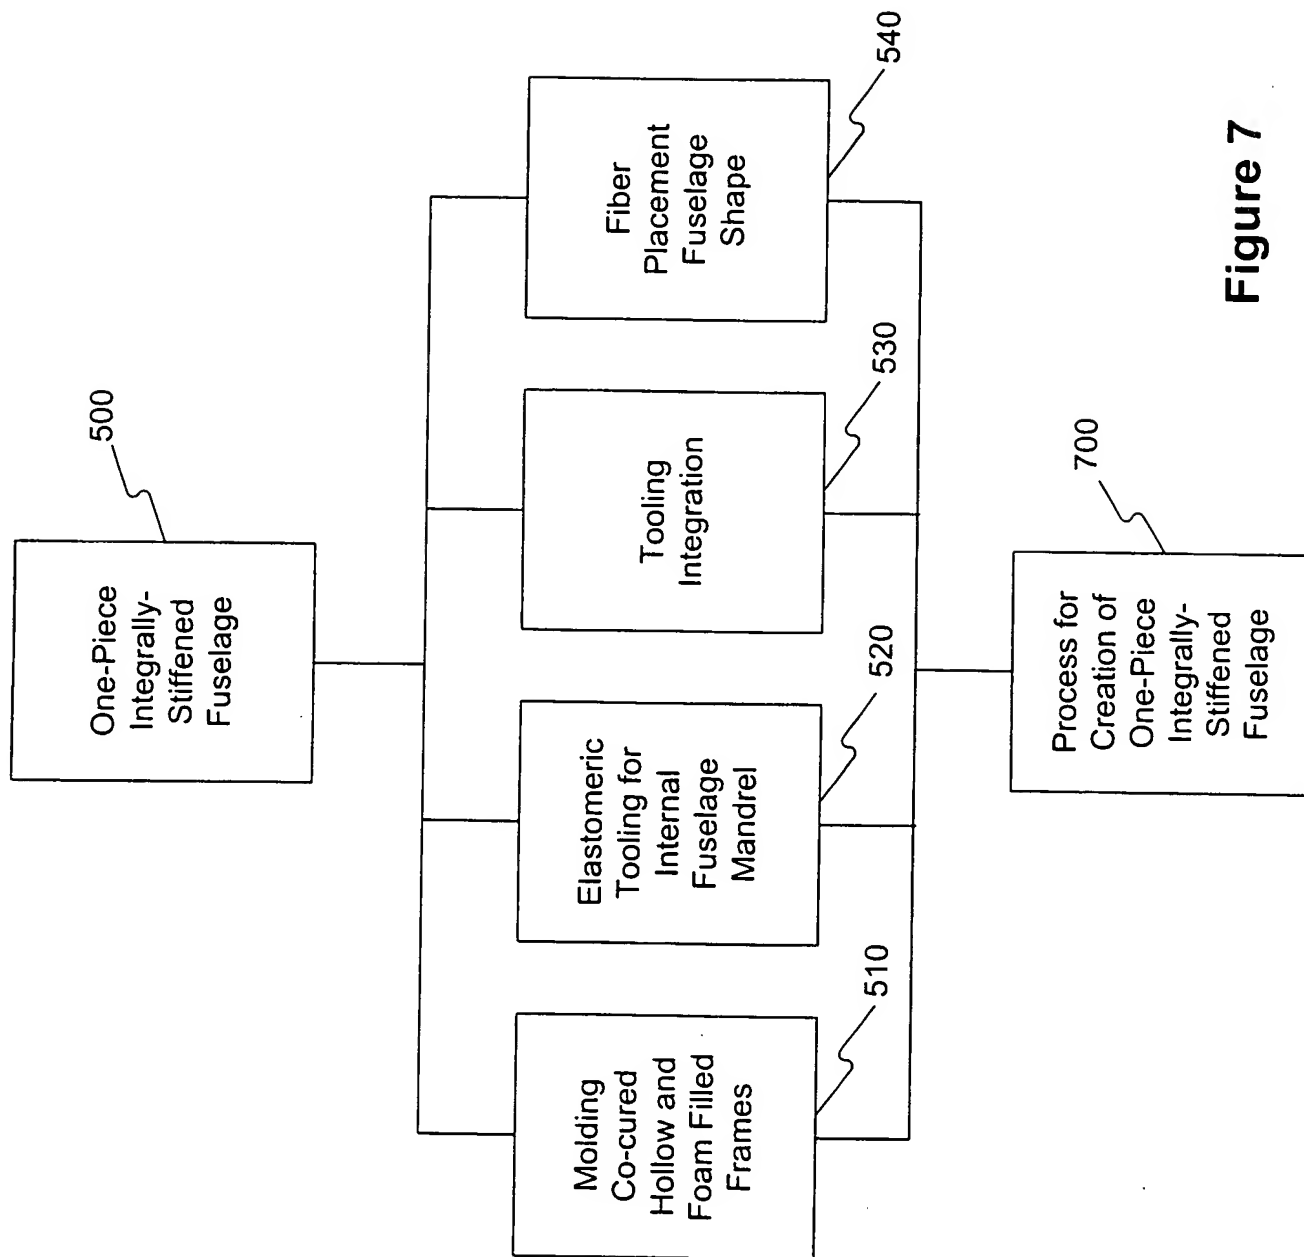 500
One-Piece
Integrally-
Stiffened
Fuselage
Molding
Co-cured
Hollow and
Foam Filled
Frames
510
Elastomeric
Tooling for
Internal
Fuselage
Mandrel
520
Tooling
Integration
530
Fiber
Placement
Fuselage
Shape
540
Process for
Creation of
One-Piece
Integrally-
Stiffened
Fuselage
700
Figure 7